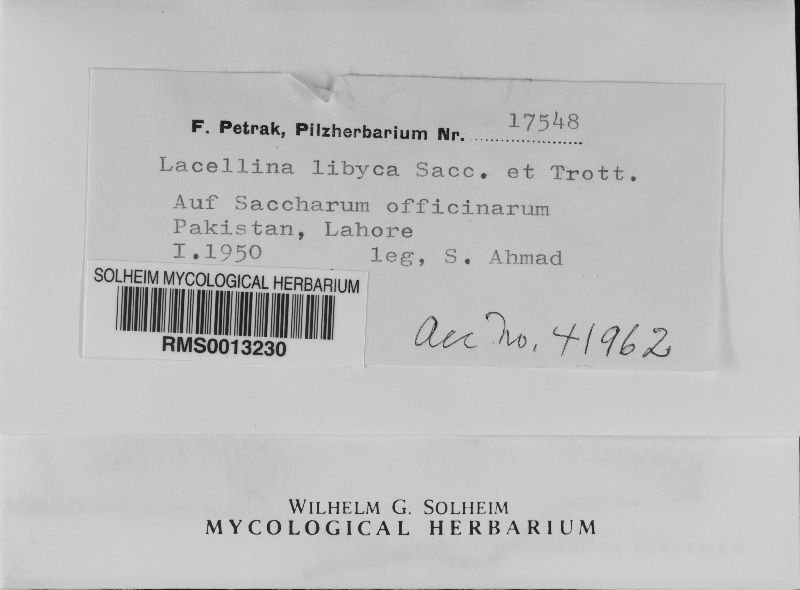 F. Petrak, Pilzherbarium Nr. 17548
Lacellina libyca Sacc. et Trott.
Auf Saccharum officinarum
Pakistan, Lahore
I.1950 leg, S. Ahmad
SOLHEIM MYCOLOGICAL HERBARIUM
RMS0013230
Acc No. 41962
WILHELM G. SOLHEIM
MYCOLOGICAL HERBARIUM